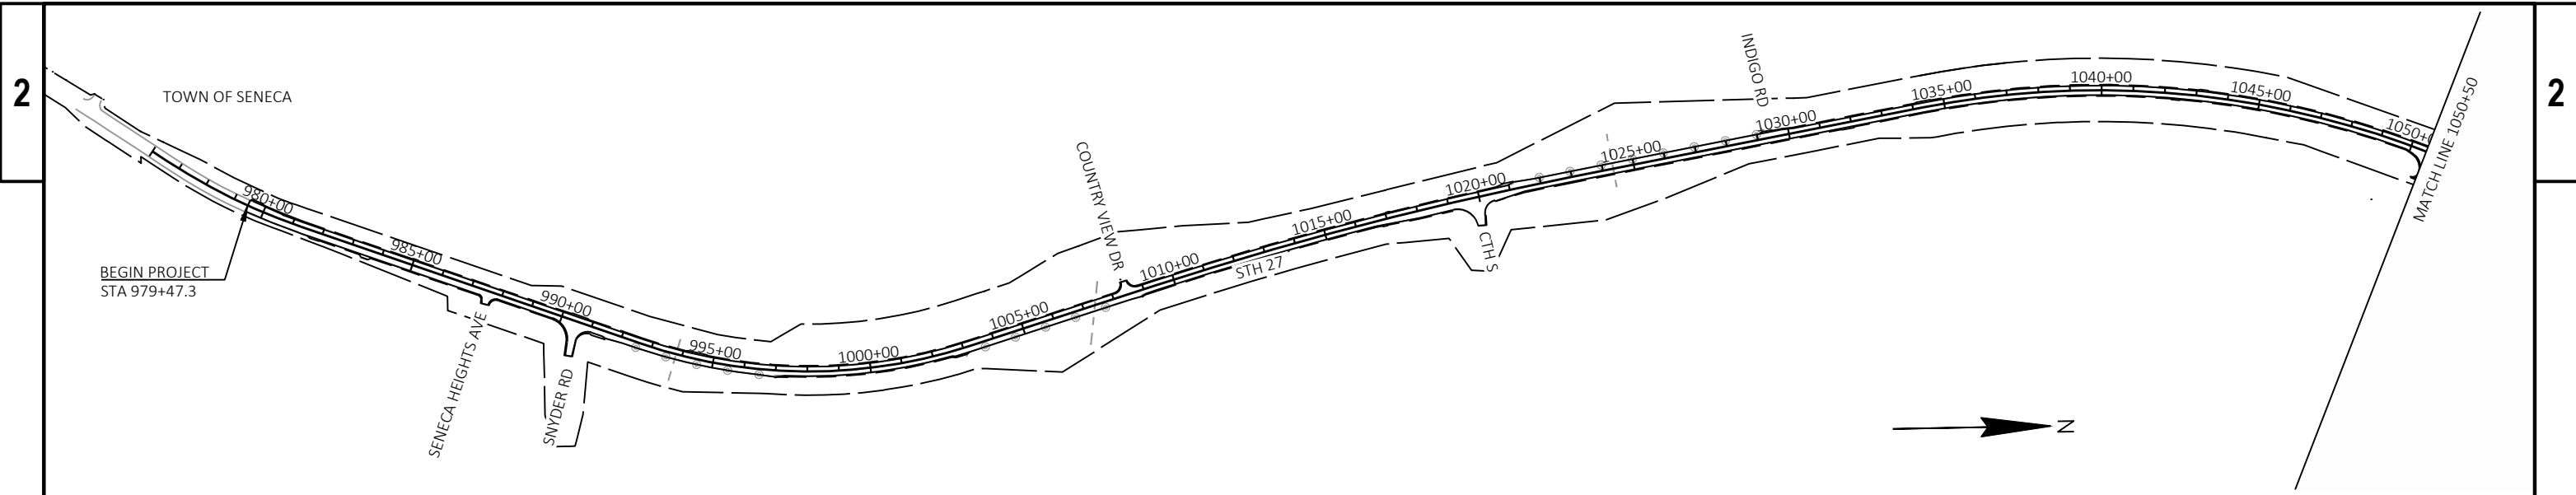 2
TOWN OF SENECA
980+00
BEGIN PROJECT
STA 979+47.3
985+00
SENECA HEIGHTS AVE
990+00
SNYDER RD
995+00
1000+00
1005+00
COUNTRY VIEW DR
1010+00
STH 27
1015+00
1020+00
CTH S
1025+00
INDIGO RD
1030+00
1035+00
1040+00
1045+00
1050+0
MATCH LINE 1050+50
N
2